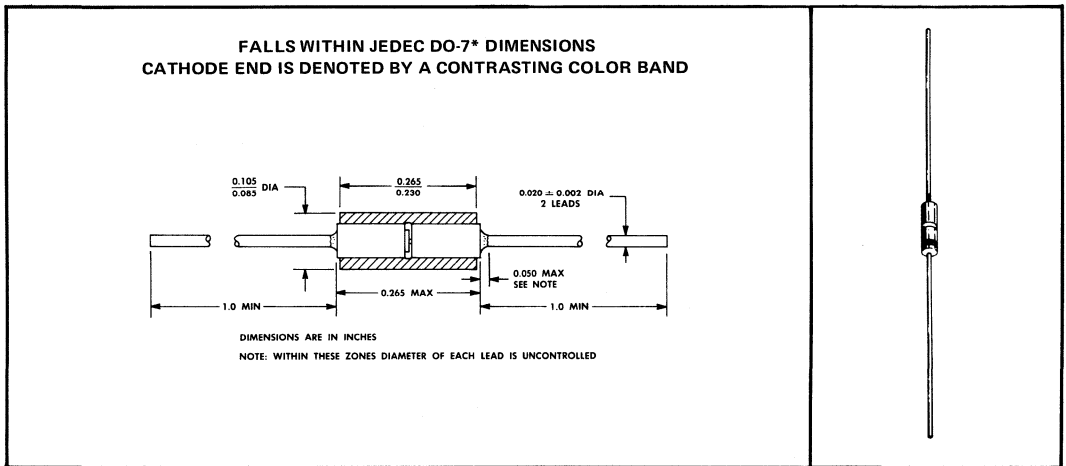 FALLS WITHIN JEDEC DO-7* DIMENSIONS
CATHODE END IS DENOTED BY A CONTRASTING COLOR BAND
0.105
0.085 DIA
0.265
0.230
0.020 ± 0.002 DIA
2 LEADS
0.050 MAX
SEE NOTE
0.265 MAX
1.0 MIN
1.0 MIN
DIMENSIONS ARE IN INCHES
NOTE: WITHIN THESE ZONES DIAMETER OF EACH LEAD IS UNCONTROLLED